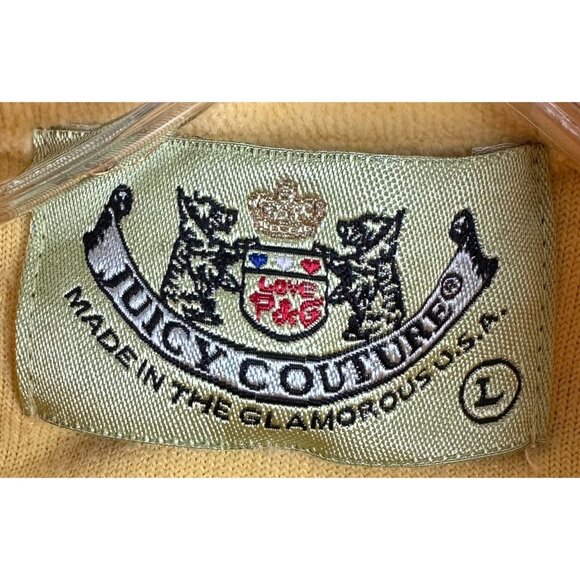 LOVE
P&G
JUICY COUTURE®
MADE IN THE GLAMOROUS U.S.A.
L